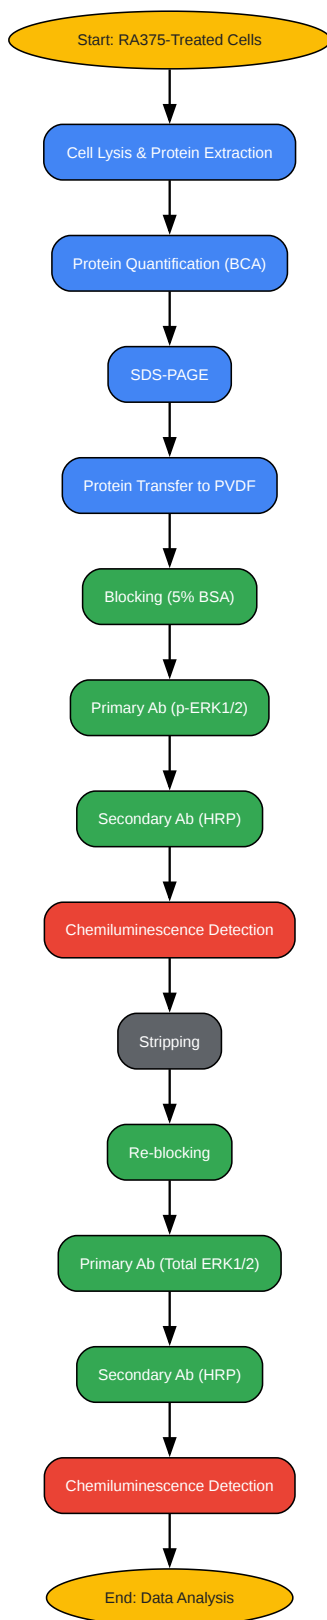 Start: RA375-Treated Cells
Cell Lysis & Protein Extraction
Protein Quantification (BCA)
SDS-PAGE
Protein Transfer to PVDF
Blocking (5% BSA)
Primary Ab (p-ERK1/2)
Secondary Ab (HRP)
Chemiluminescence Detection
Stripping
Re-blocking
Primary Ab (Total ERK1/2)
Secondary Ab (HRP)
Chemiluminescence Detection
End: Data Analysis